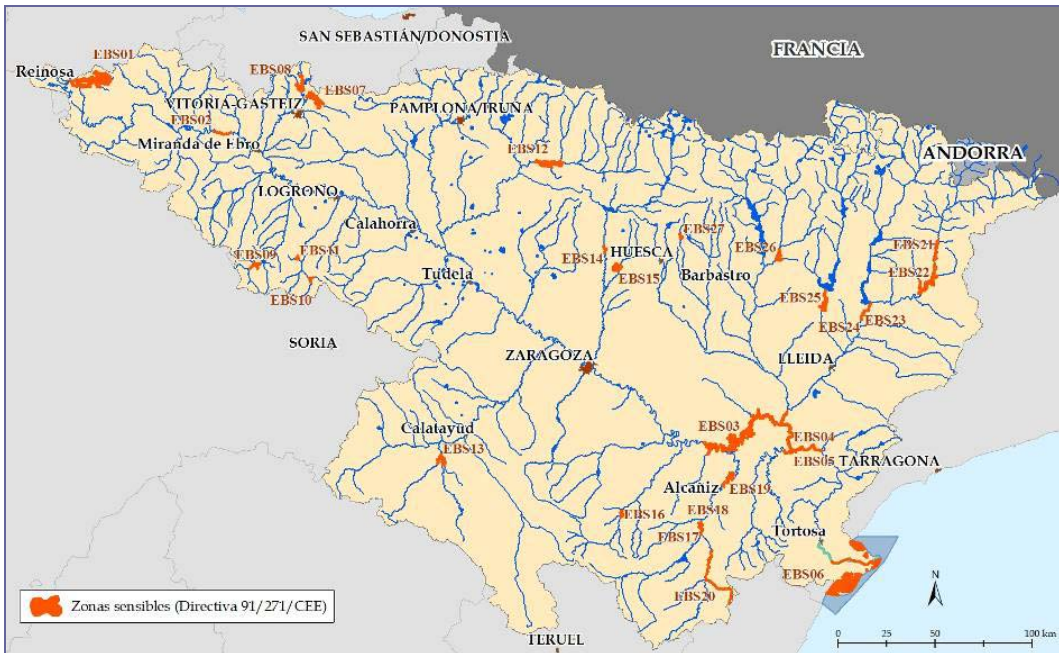 SAN SEBASTIÁN/DONOSTIA
FRANCIA
EBS01
Reinosa
EBS08
EBS07
VITORIA-GASTEIZ
EBS02
PAMPLONA/IRUÑA
Miranda de Ebro
EBS12
ANDORRA
LOGROÑO
Calahorra
EBS27
EBS14
HUESCA
EBS26
EBS21
EBS09
EBS11
Tudela
EBS15
Barbastro
EBS22
EBS10
EBS25
EBS24
EBS23
SORIA
ZARAGOZA
LLEIDA
Calatayud
EBS03
EBS04
EBS13
EBS05
TARRAGONA
Alcañiz
EBS19
EBS16
EBS18
EBS17
Tortosa
EBS06
EBS20
Zonas sensibles (Directiva 91/271/CEE)
TERUEL
N
0 25 50 100 km